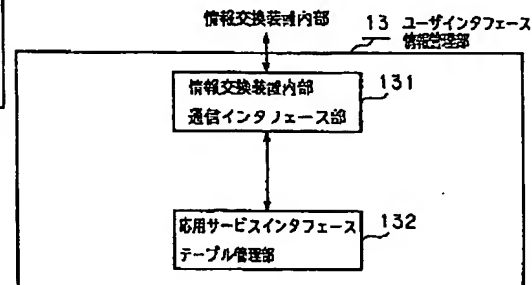 情報交換装置内部
13 ユーザインタフェース
情報管理部
情報交換装置内部
通信インタフェース部
131
応用サービスインタフェース
テーブル管理部
132